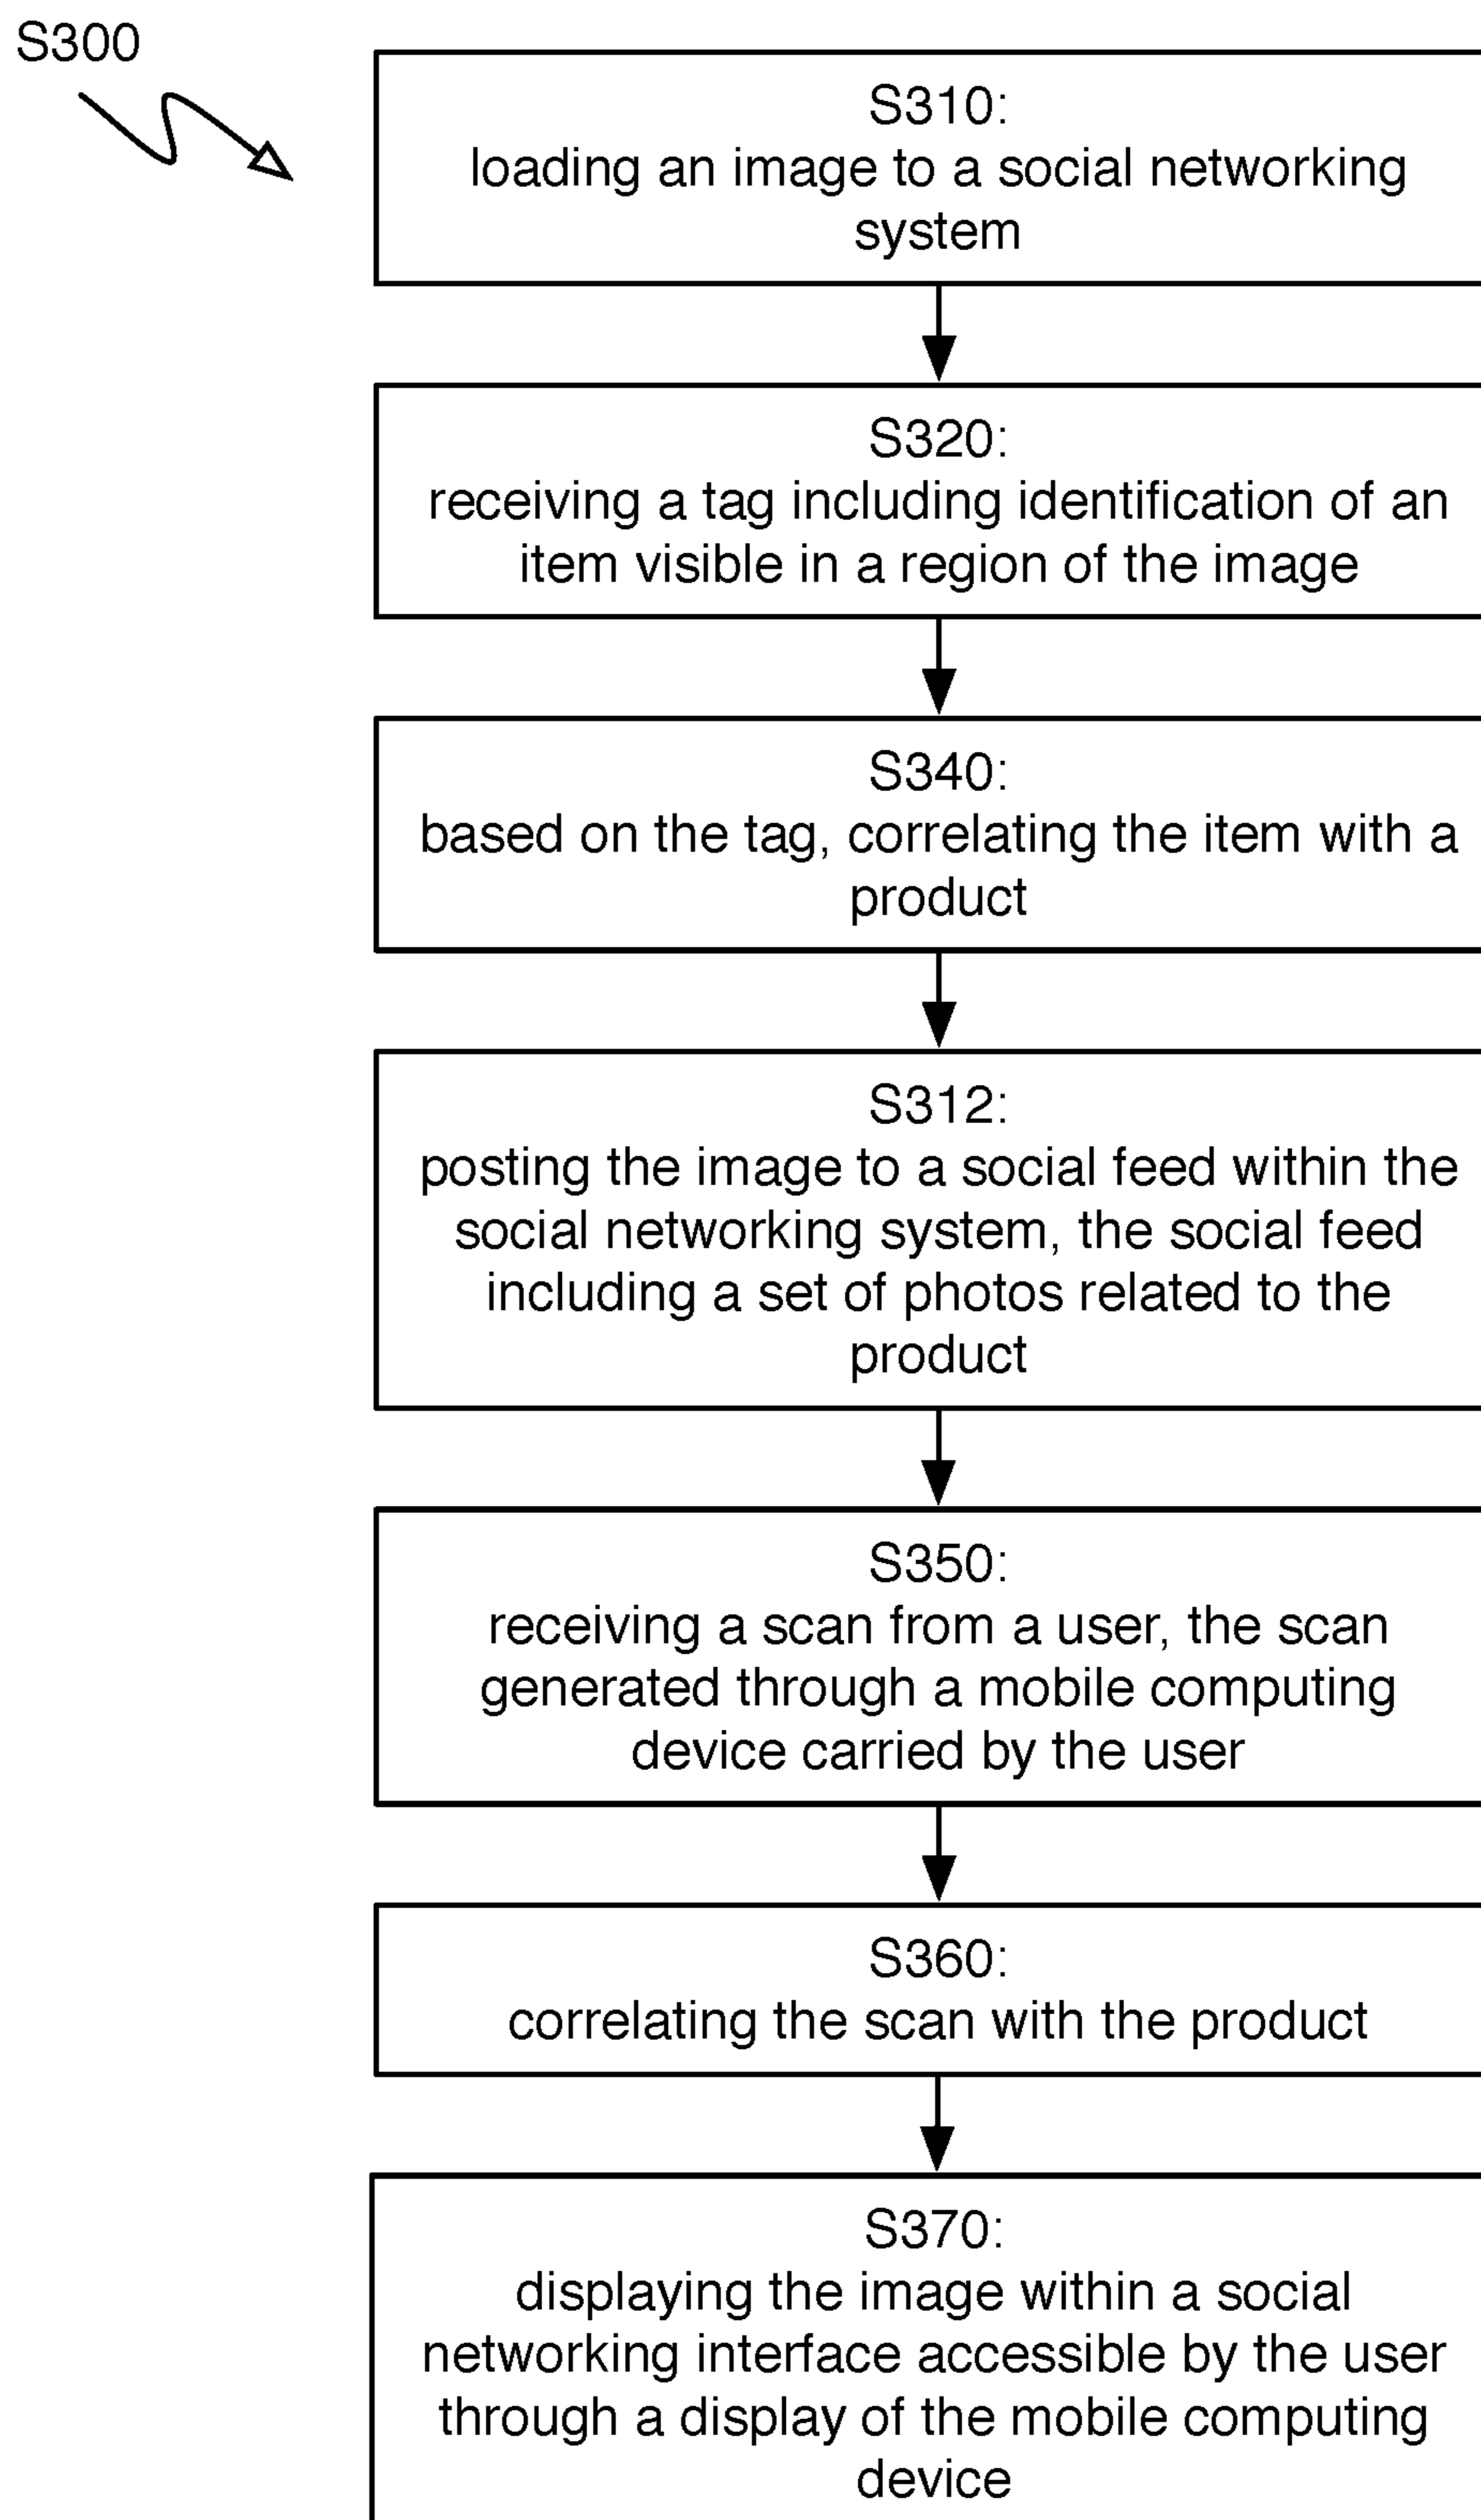 S300
S310:
loading an image to a social networking
system
S320:
receiving a tag including identification of an
item visible in a region of the image
S340:
based on the tag, correlating the item with a
product
S312:
posting the image to a social feed within the
social networking system, the social feed
including a set of photos related to the
product
S350:
receiving a scan from a user, the scan
generated through a mobile computing
device carried by the user
S360:
correlating the scan with the product
S370:
displaying the image within a social
networking interface accessible by the user
through a display of the mobile computing
device